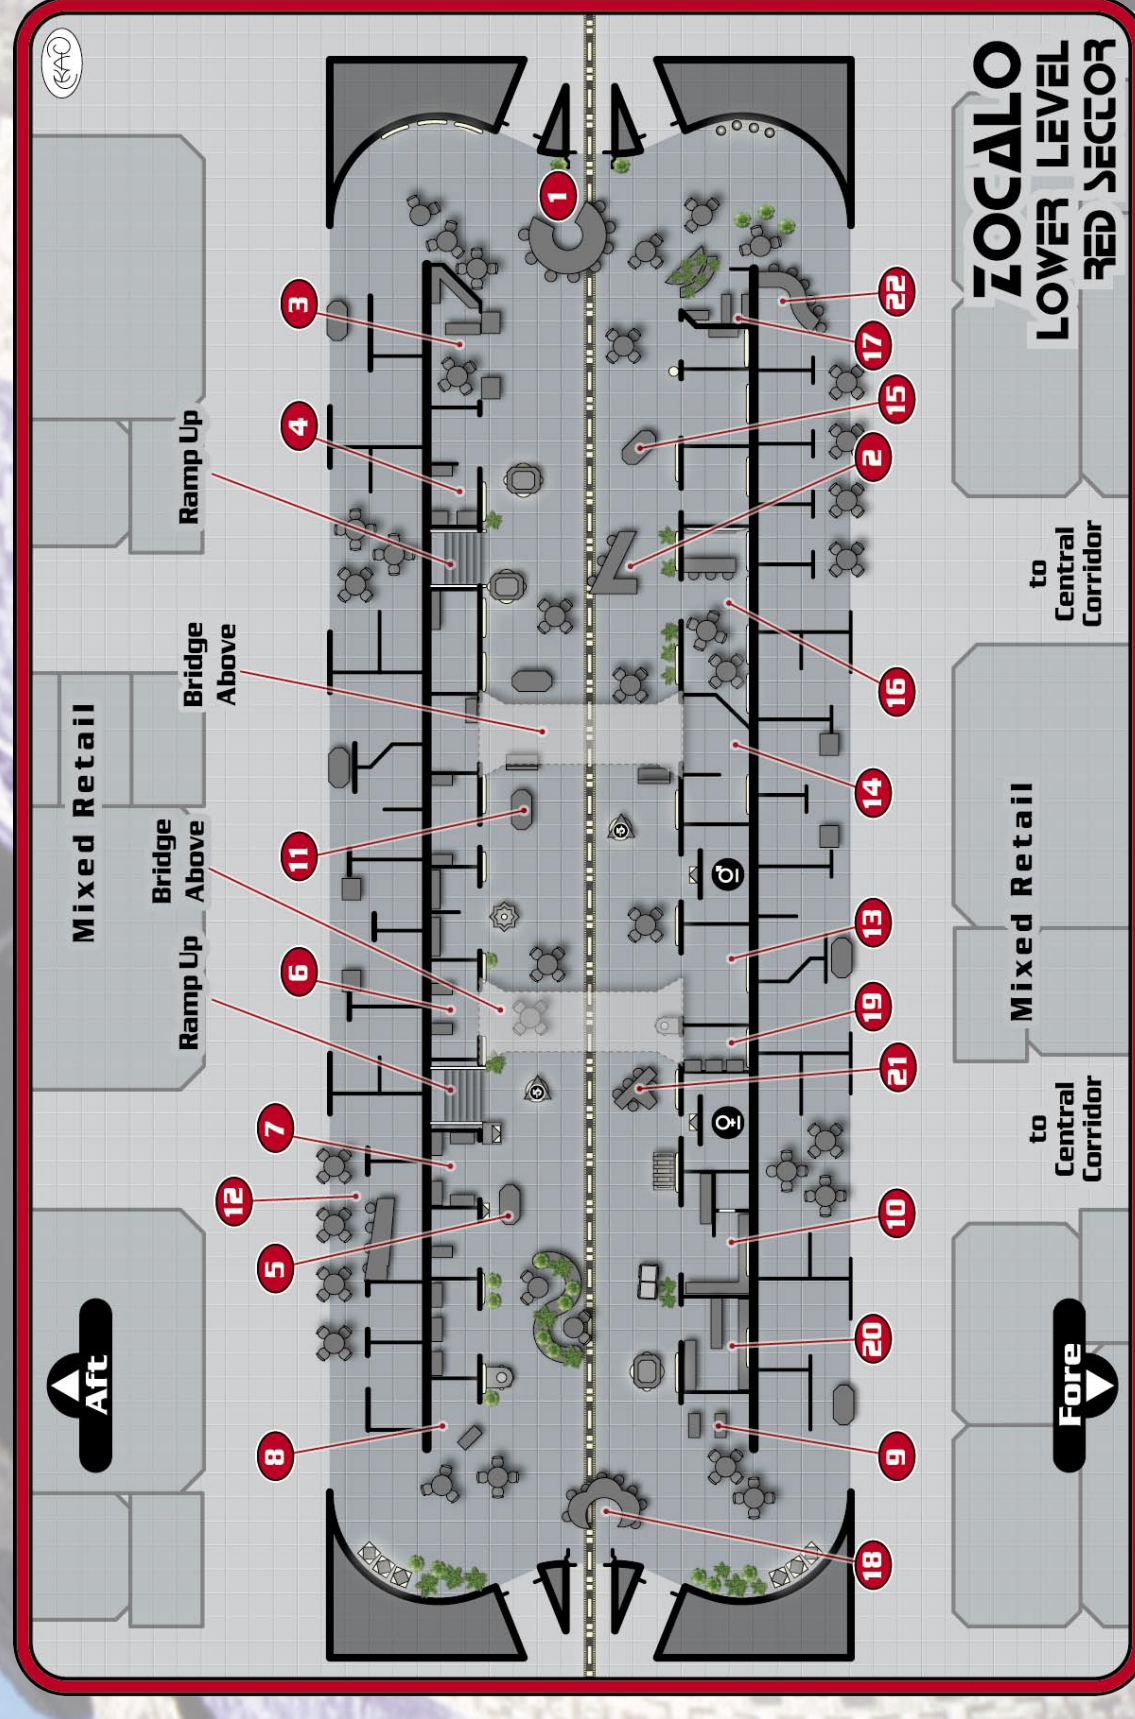 ZOCALO
LOWER LEVEL
RED SECTOR
Mixed Retail
Ramp Up
Bridge
Above
Bridge
Above
Ramp Up
Aft
Fore
Mixed Retail
to
Central
Corridor
to
Central
Corridor
1
2
3
4
5
6
7
8
9
10
11
12
13
14
15
16
17
18
19
20
21
22